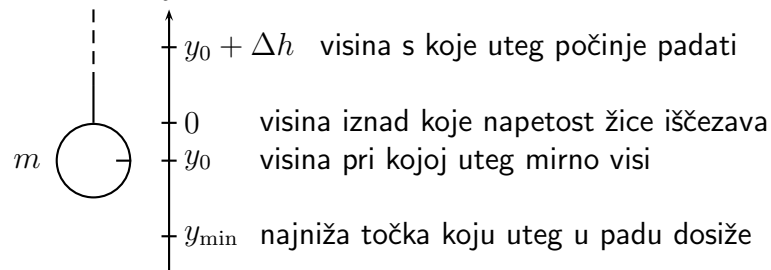 y₀ + Δh visina s koje uteg počinje padati
0 visina iznad koje napetost žice iščezava
m y₀ visina pri kojoj uteg mirno visi
y_min najniža točka koju uteg u padu dosiže